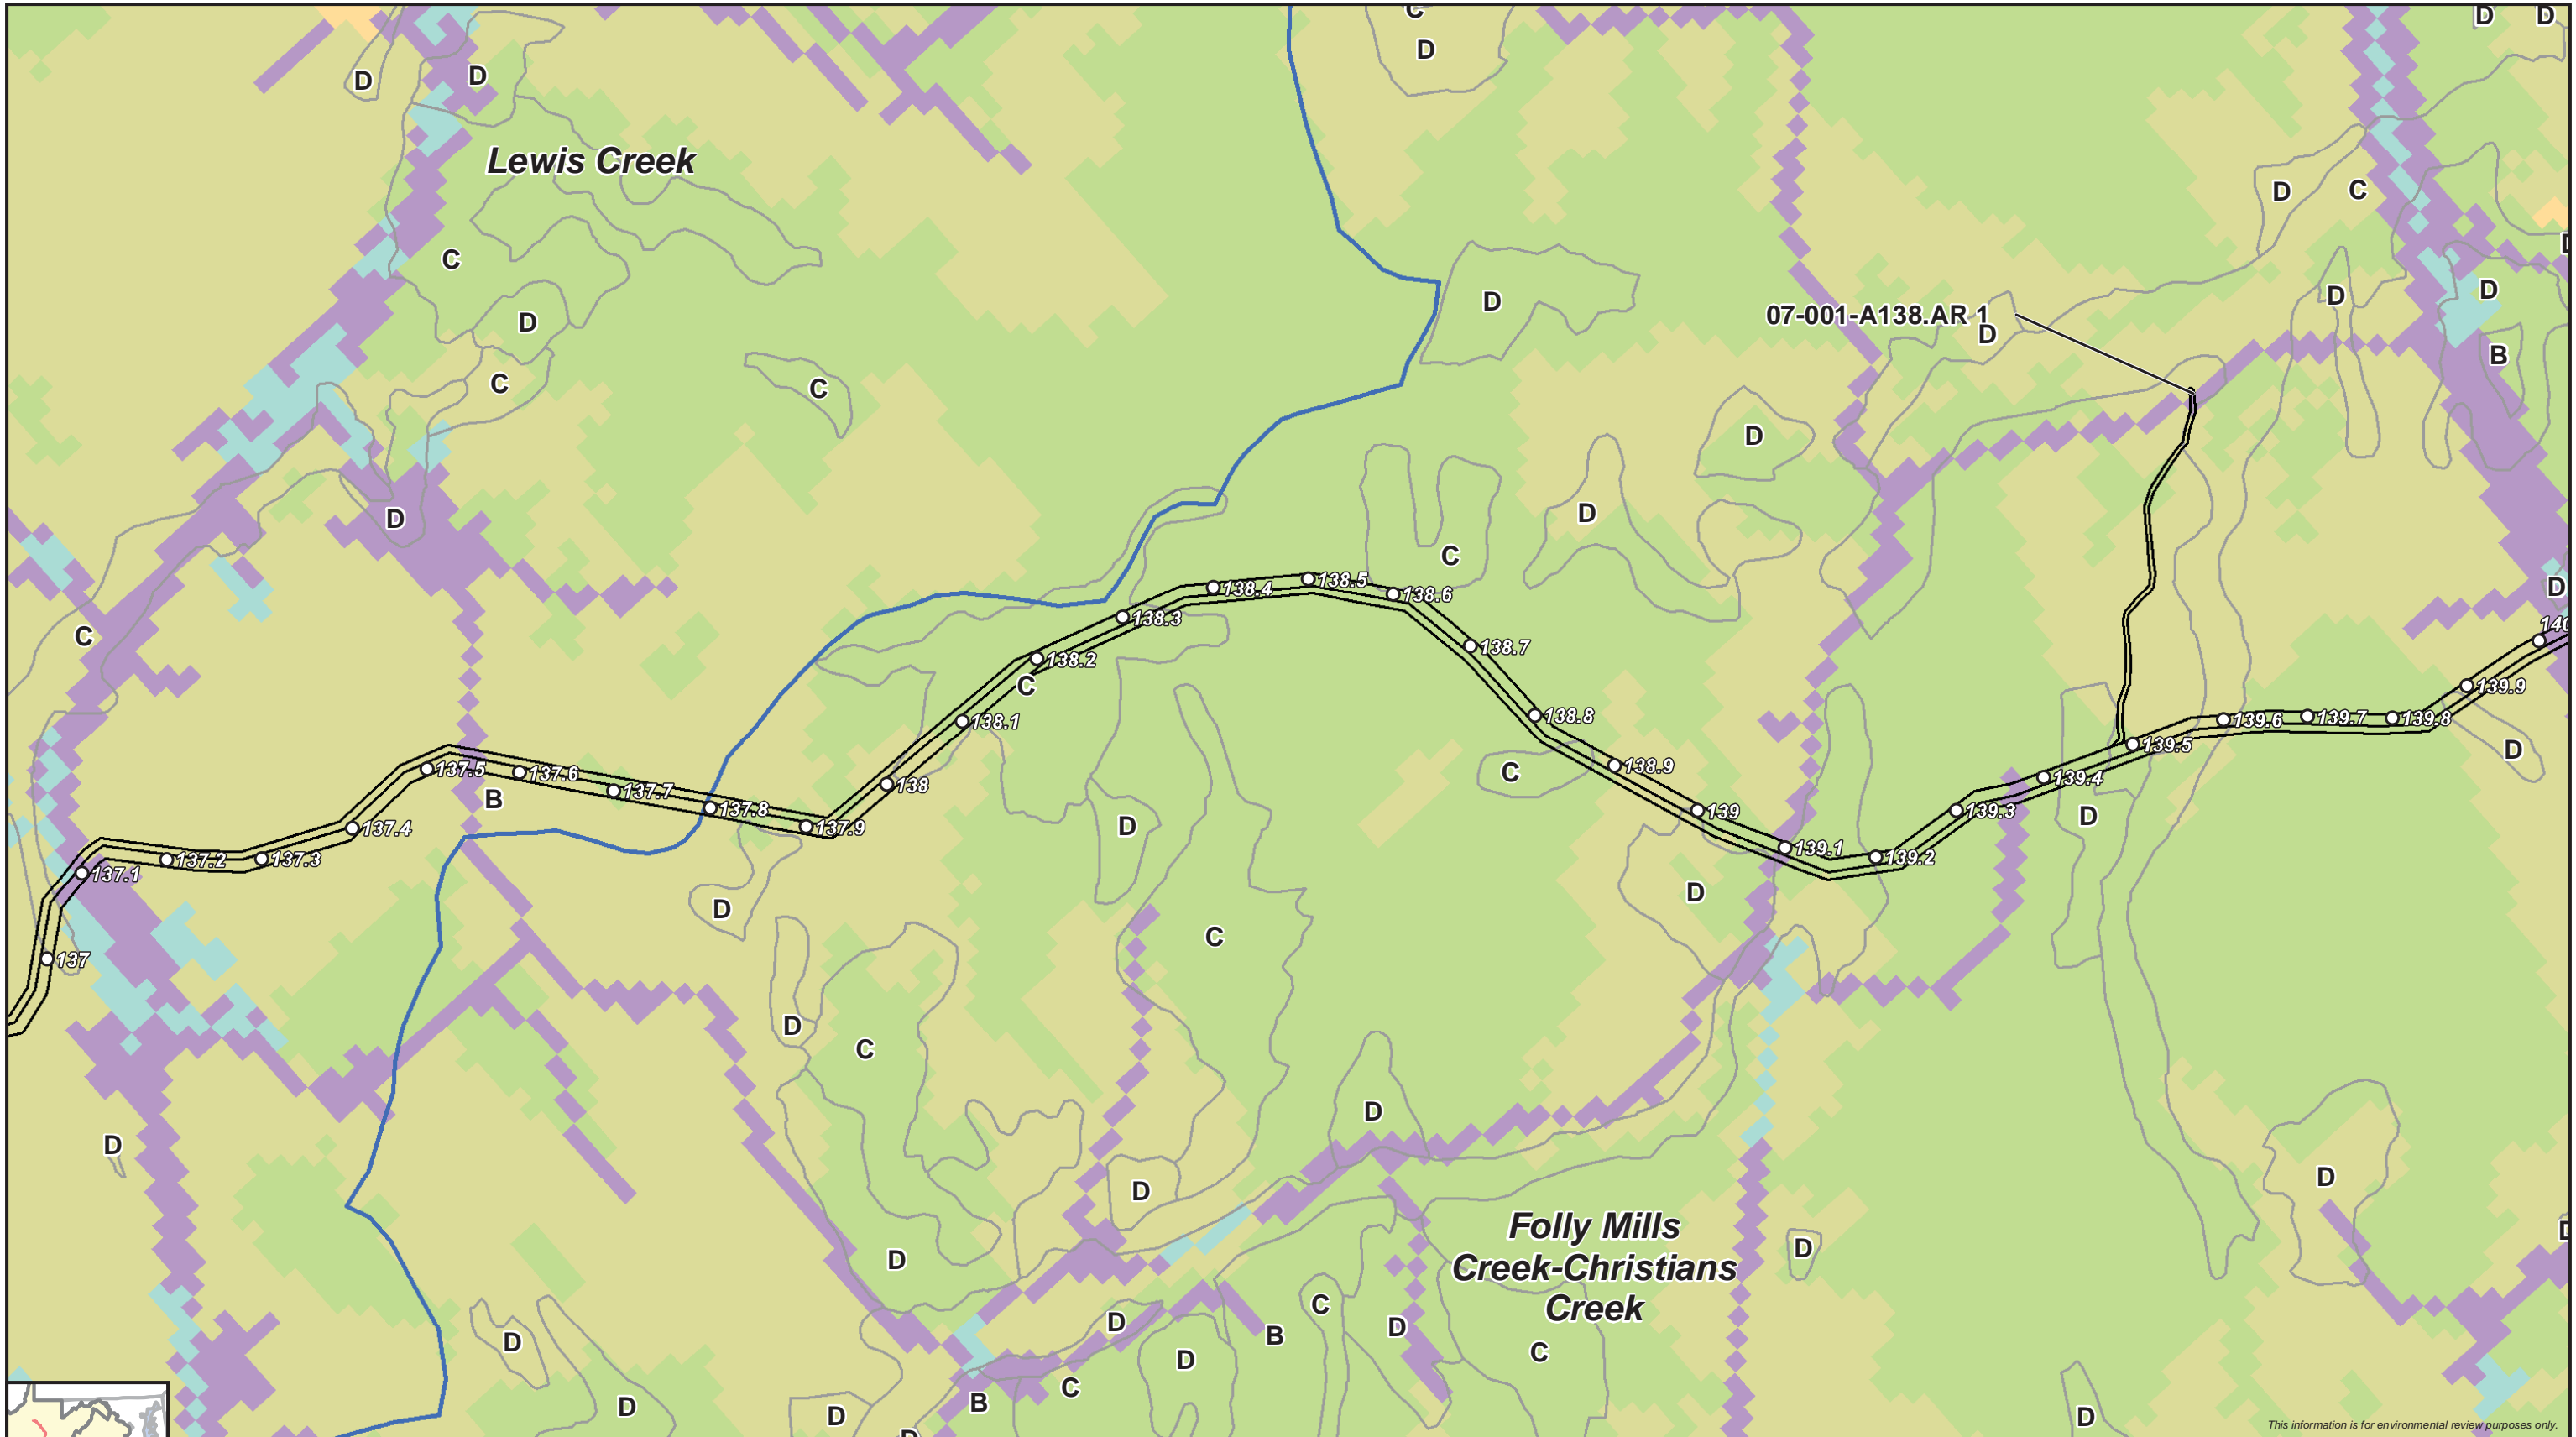 C
D
D
D
D
D
Lewis Creek
D
C
C
D
D
D
D
07-001-A138.AR 1
D
D
B
C
C
D
D
D
C
D
138.5
138.4
138.6
138.3
C
138.7
138.2
C
138.1
138.8
138.9
C
139
139.1
139.2
139.3
139.4
139.5
139.6
139.7
139.8
139.9
D
D
137.5
137.6
137.7
137.8
137.9
138
B
137.4
137.3
137.2
137.1
137
D
D
D
D
C
D
C
D
D
D
D
D
Folly Mills
Creek-Christians
Creek
D
D
C
D
B
D
D
C
C
B
D
D
D
D
This information is for environmental review purposes only.